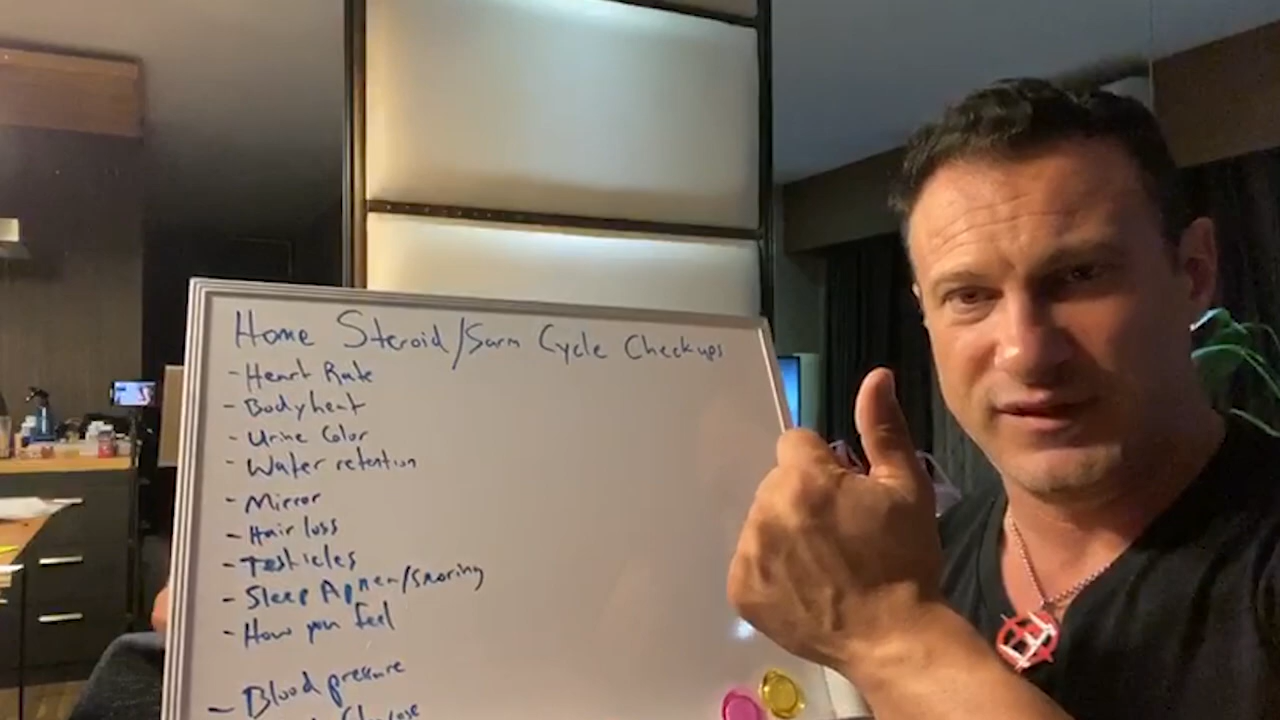 Home Steroid/Sarm Cycle Checkups
- Heart Rate
- Bodyheat
- Urine Color
- Water retention
- Mirror
- Hair loss
- Testicles
- Sleep Apnea/Snoring
- How you feel
- Blood pressure
Glucose